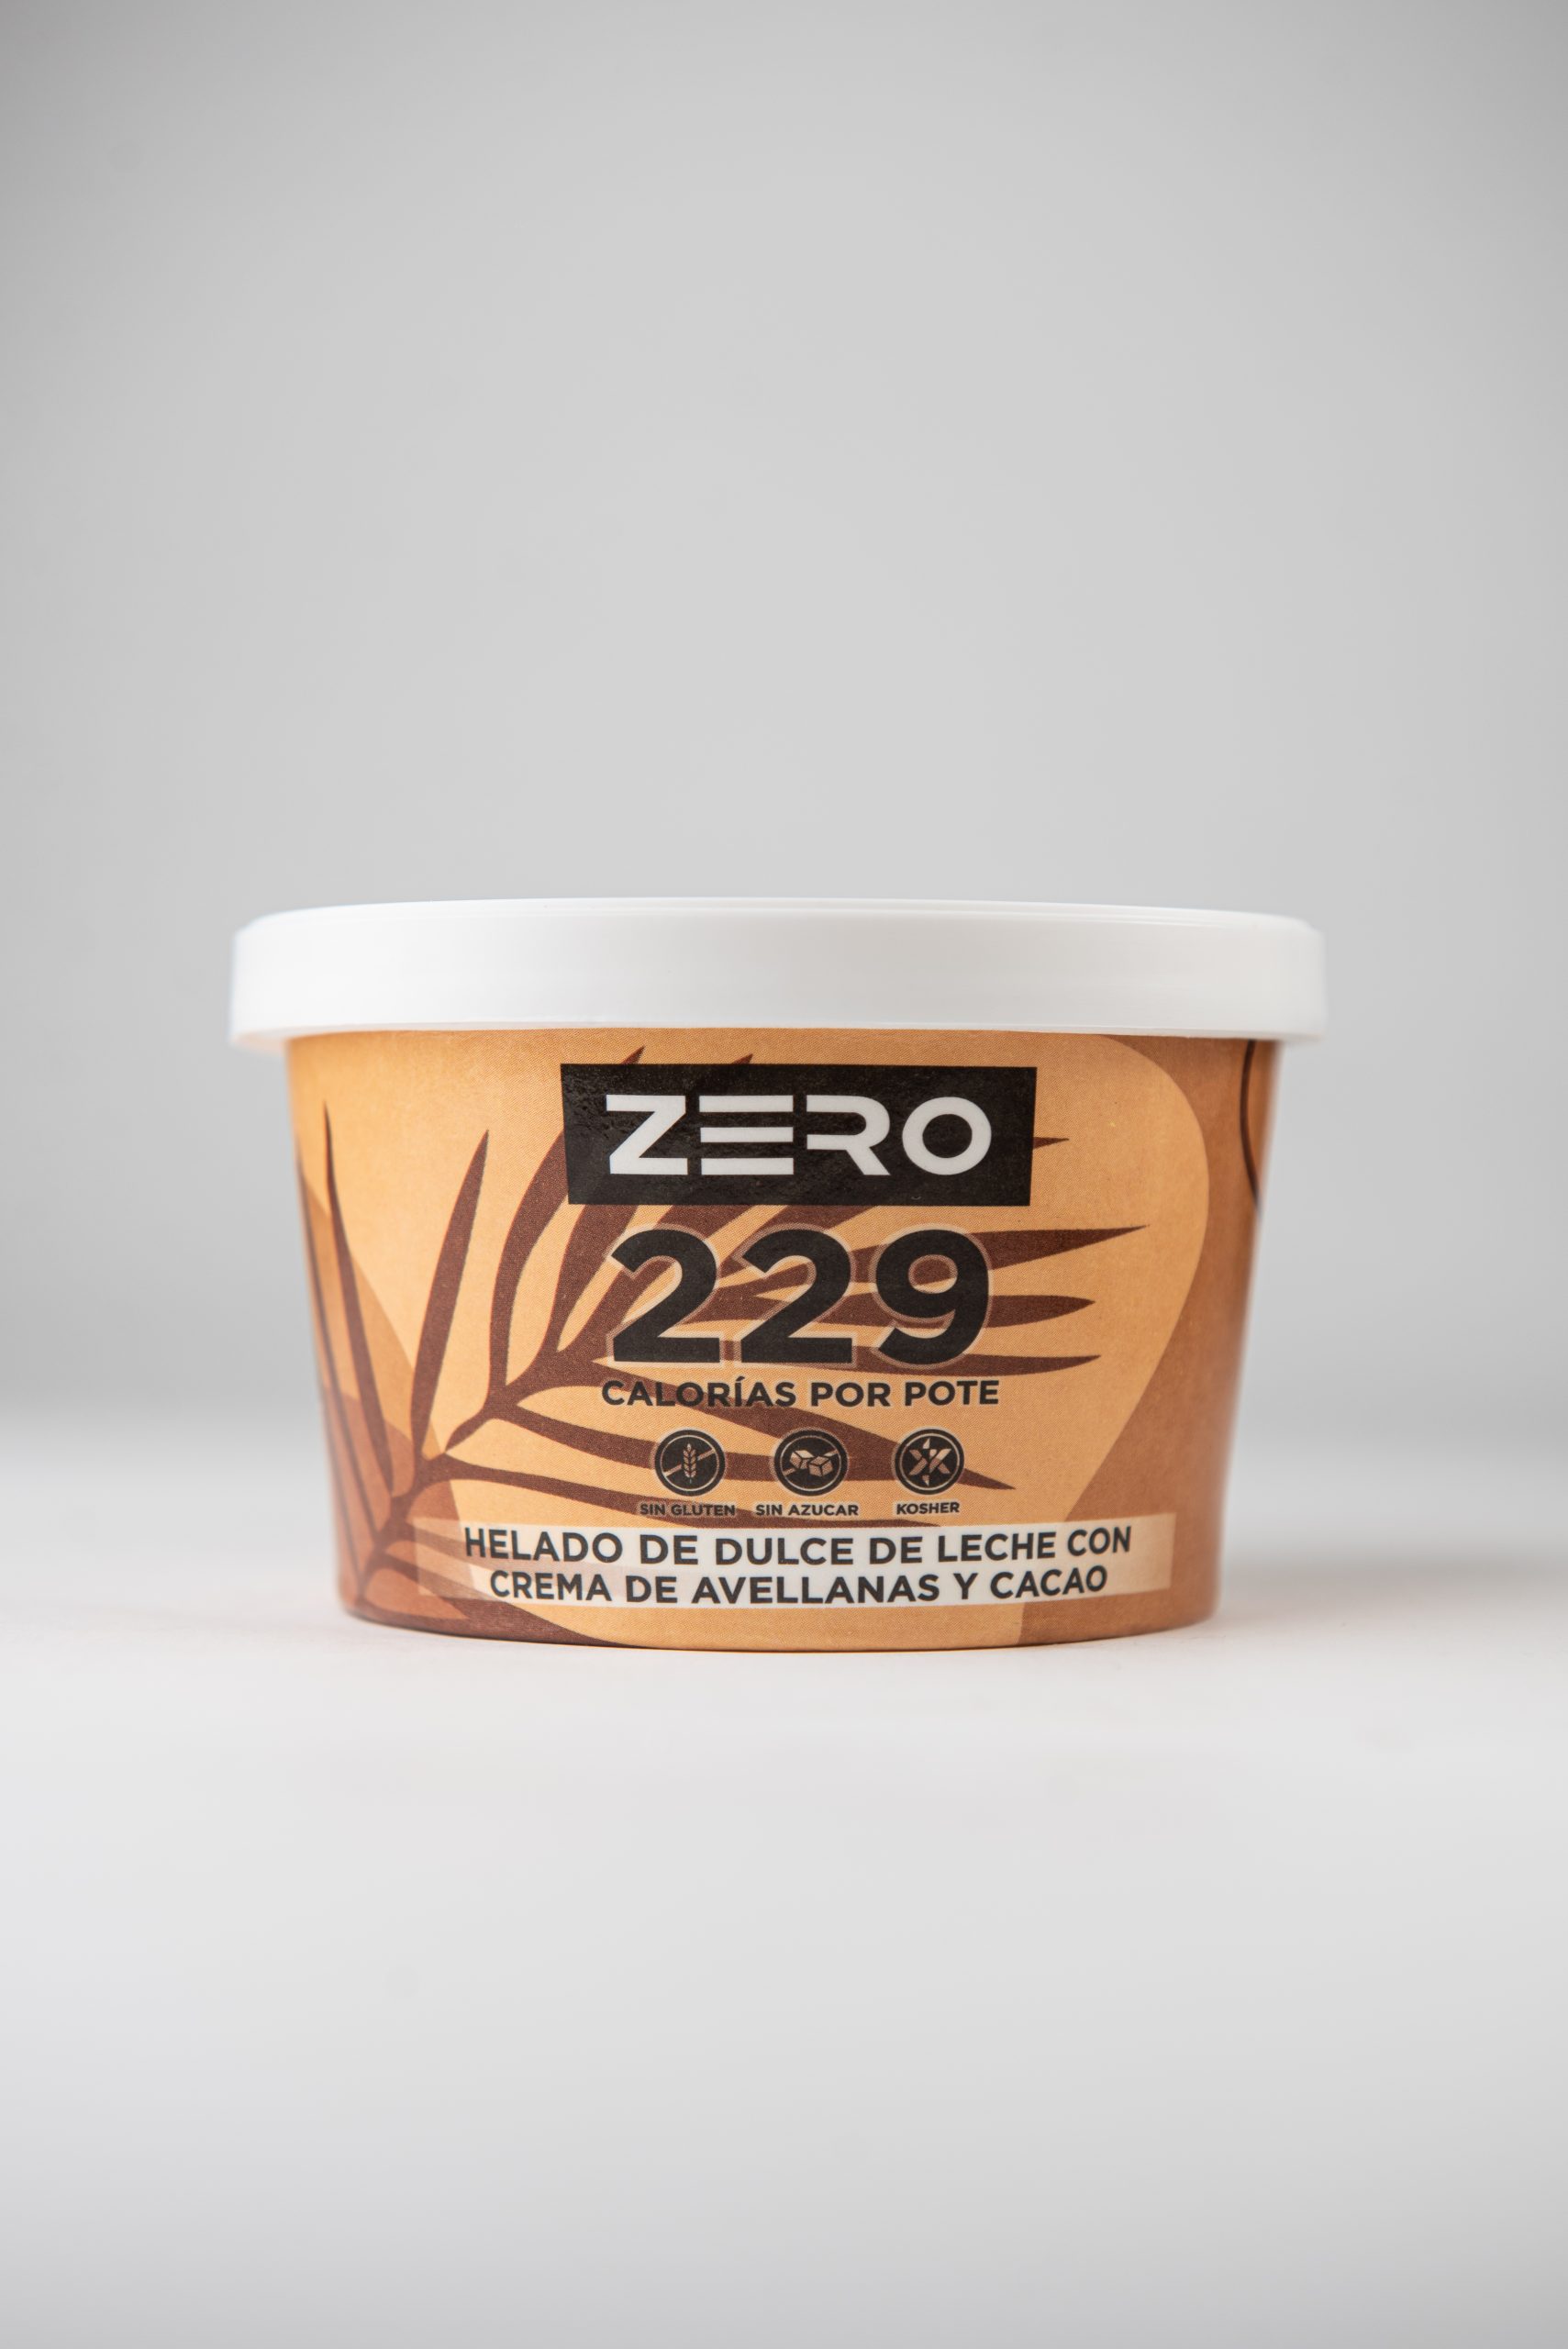 ZERO
229
CALORÍAS POR POTE
SIN GLUTEN SIN AZUCAR KOSHER
HELADO DE DULCE DE LECHE CON
CREMA DE AVELLANAS Y CACAO